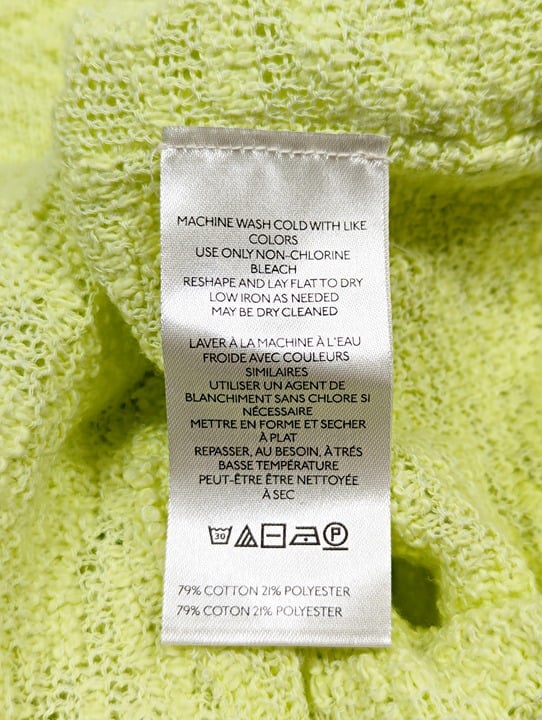 MACHINE WASH COLD WITH LIKE
COLORS
USE ONLY NON-CHLORINE
BLEACH
RESHAPE AND LAY FLAT TO DRY
LOW IRON AS NEEDED
MAY BE DRY CLEANED
LAVER À LA MACHINE À L'EAU
FROIDE AVEC COULEURS
SIMILAIRES
UTILISER UN AGENT DE
BLANCHIMENT SANS CHLORE SI
NÉCESSAIRE
METTRE EN FORME ET SECHER
À PLAT
REPASSER, AU BESOIN, À TRÉS
BASSE TEMPÉRATURE
PEUT-ÊTRE ÊTRE NETTOYÉE
À SEC
30 P
79% COTTON 21% POLYESTER
79% COTON 21% POLYESTER